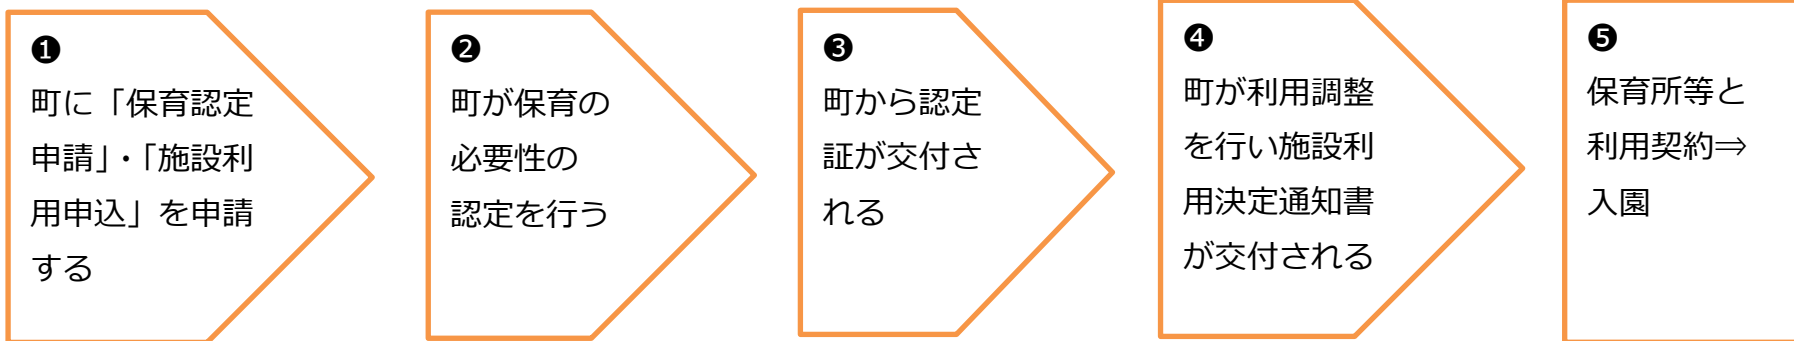 ❶
町に「保育認定
申請」・「施設利
用申込」を申請
する
❷
町が保育の
必要性の
認定を行う
❸
町から認定
証が交付さ
れる
❹
町が利用調整
を行い施設利
用決定通知書
が交付される
❺
保育所等と
利用契約⇒
入園